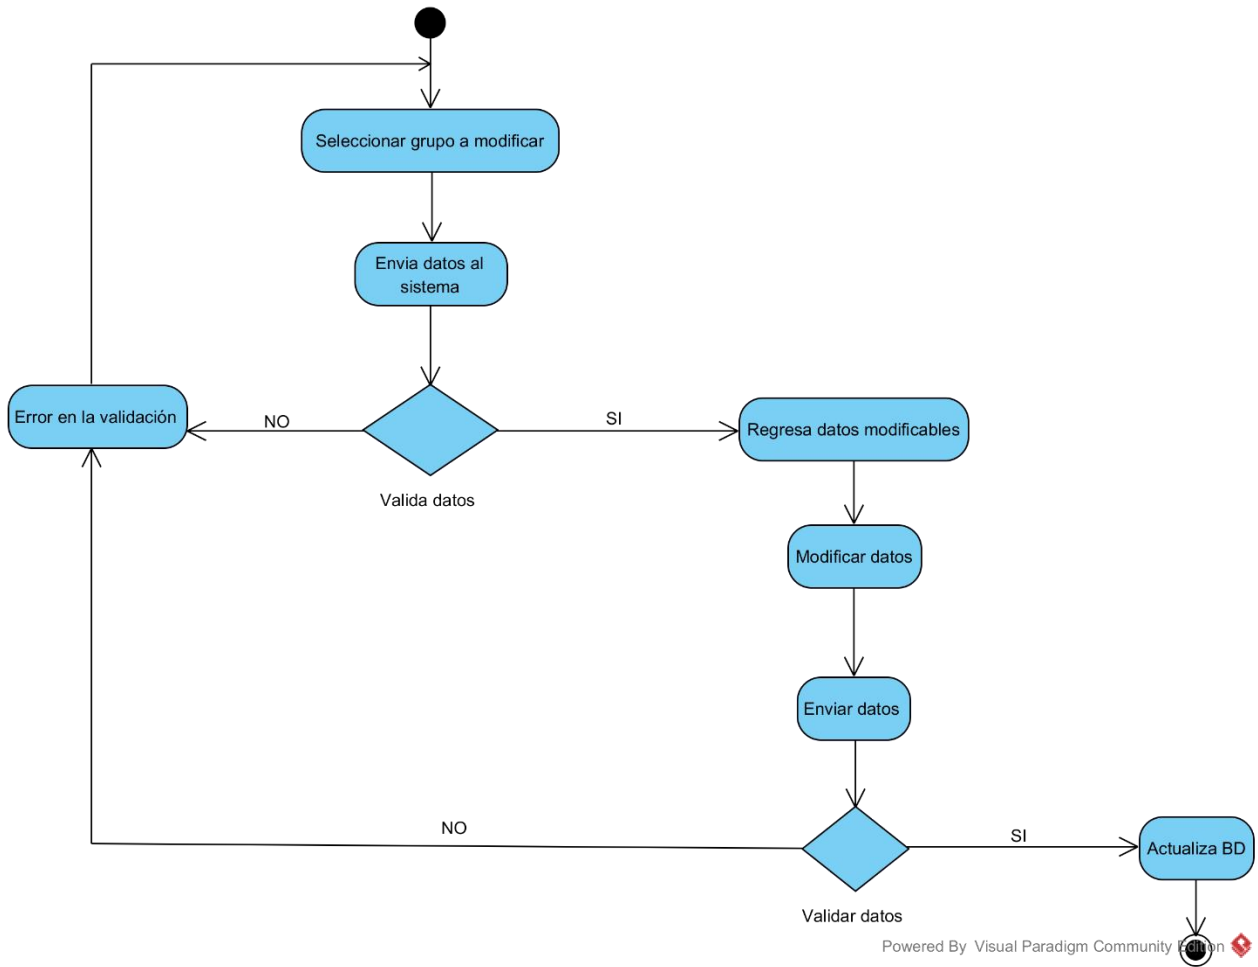 Seleccionar grupo a modificar
Envia datos al
sistema
Error en la validación
NO
SI
Regresa datos modificables
Valida datos
Modificar datos
Enviar datos
NO
SI
Actualiza BD
Validar datos
Powered By Visual Paradigm Community Edition